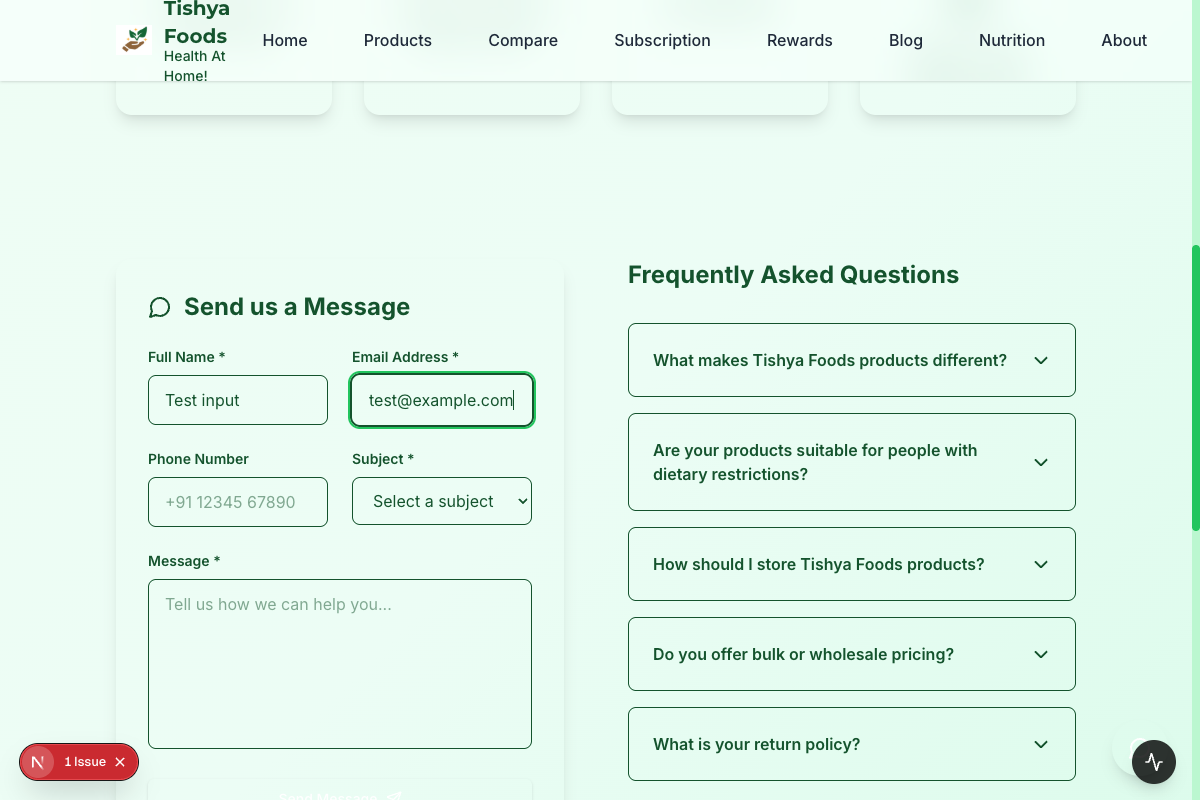 Tishya
Foods
Health At
Home!
Home
Products
Compare
Subscription
Rewards
Blog
Nutrition
About
Send us a Message
Full Name *
Email Address *
Test input
test@example.com
Phone Number
Subject *
+91 12345 67890
Select a subject
Message *
Tell us how we can help you...
Send Message
Frequently Asked Questions
What makes Tishya Foods products different?
Are your products suitable for people with
dietary restrictions?
How should I store Tishya Foods products?
Do you offer bulk or wholesale pricing?
What is your return policy?
N
1 Issue